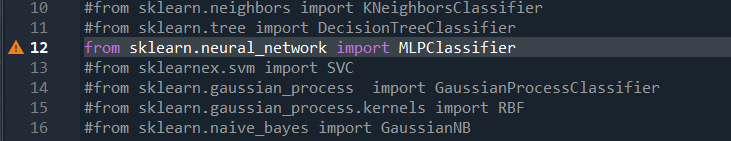 10 #from sklearn.neighbors import KNeighborsClassifier
11 #from sklearn.tree import DecisionTreeClassifier
12 from sklearn.neural_network import MLPClassifier
13 #from sklearnex.svm import SVC
14 #from sklearn.gaussian_process  import GaussianProcessClassifier
15 #from sklearn.gaussian_process.kernels import RBF
16 #from sklearn.naive_bayes import GaussianNB